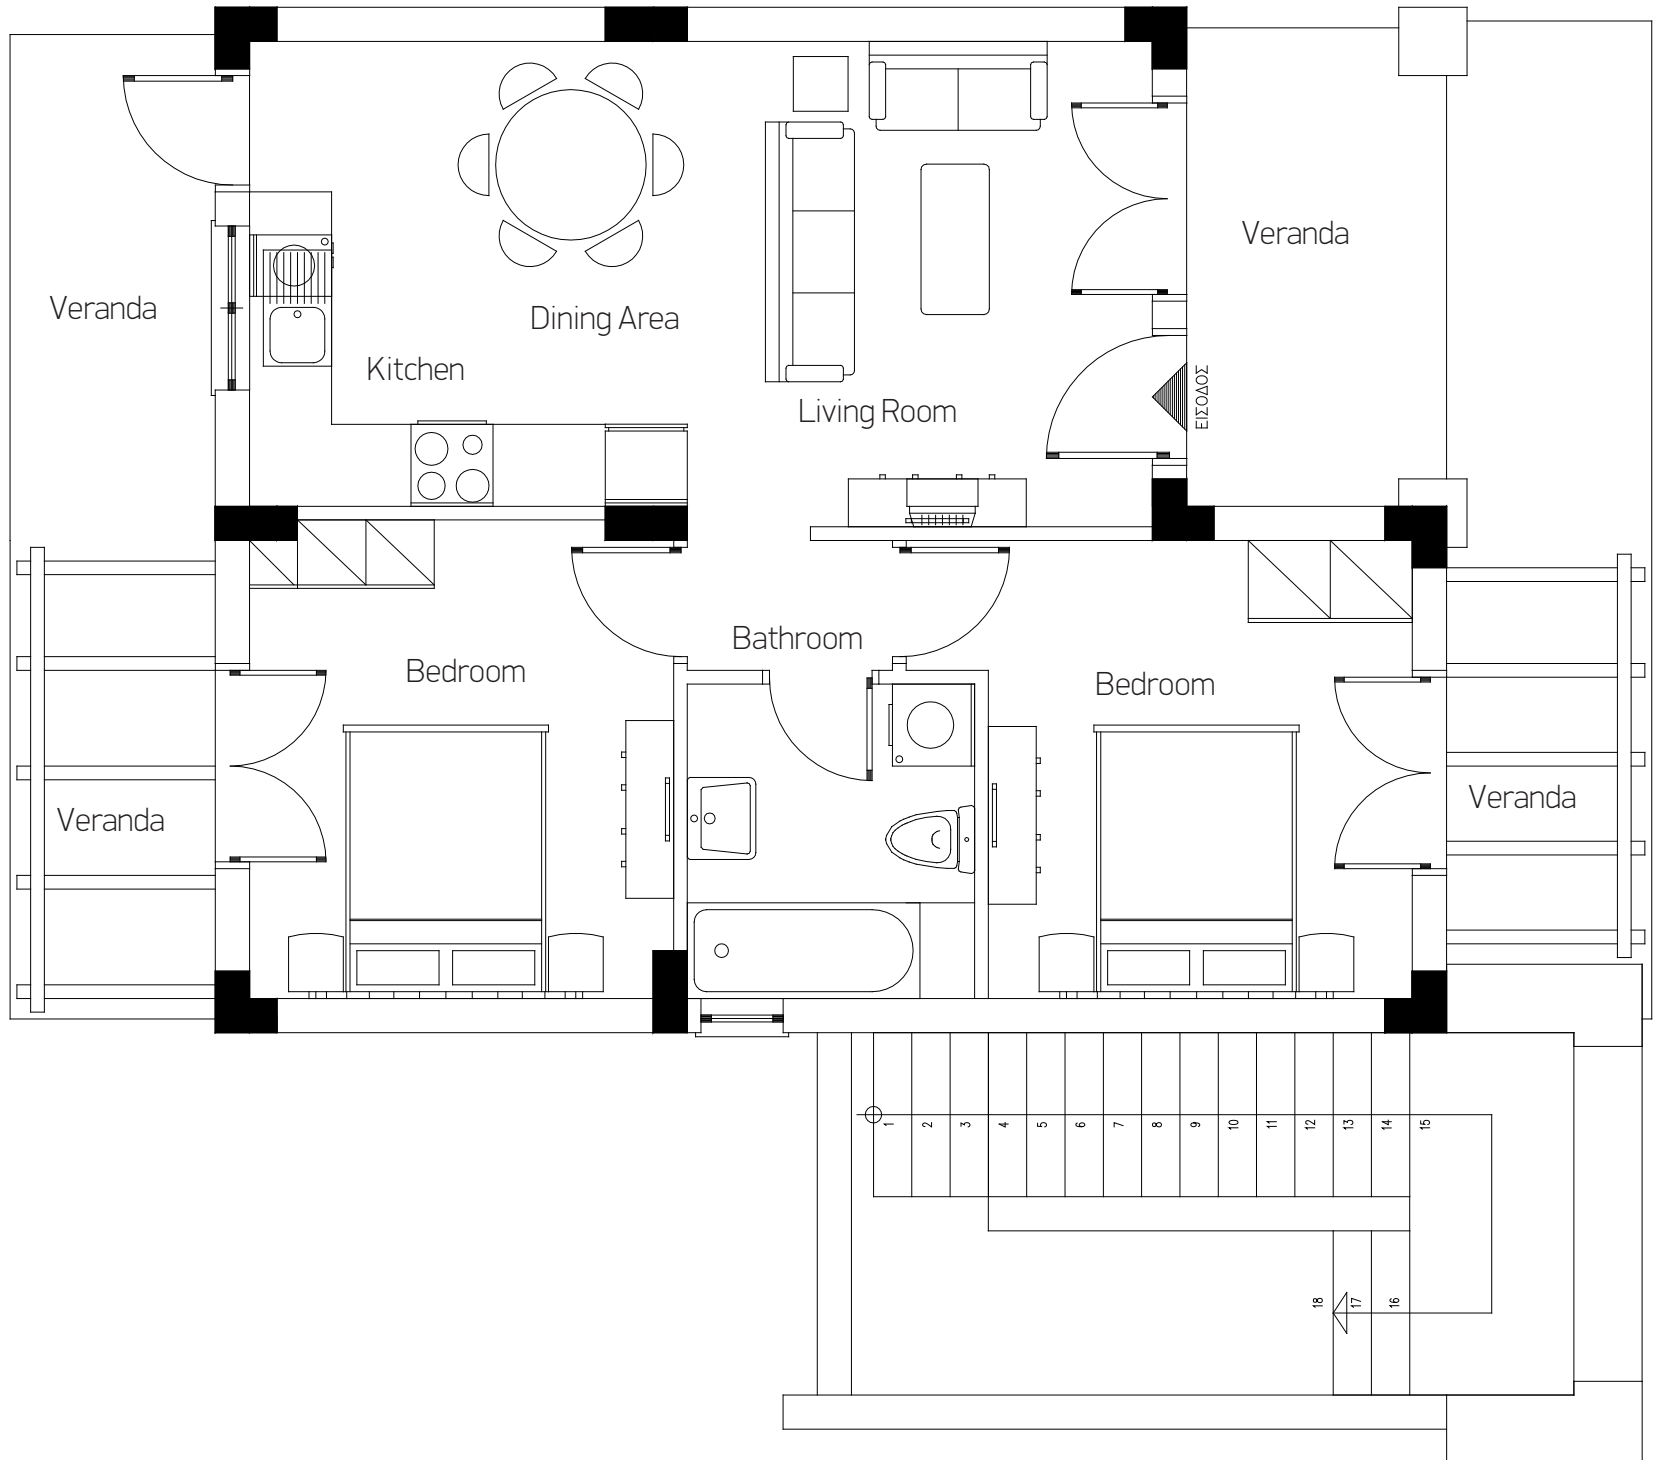 Veranda
Veranda
Dining Area
Kitchen
ΕΙΣΟΔΟΣ
Living Room
Bathroom
Bedroom
Bedroom
Veranda
Veranda
1 2 3 4 5 6 7 8 9 10 11 12 13 14 15
18 17 16